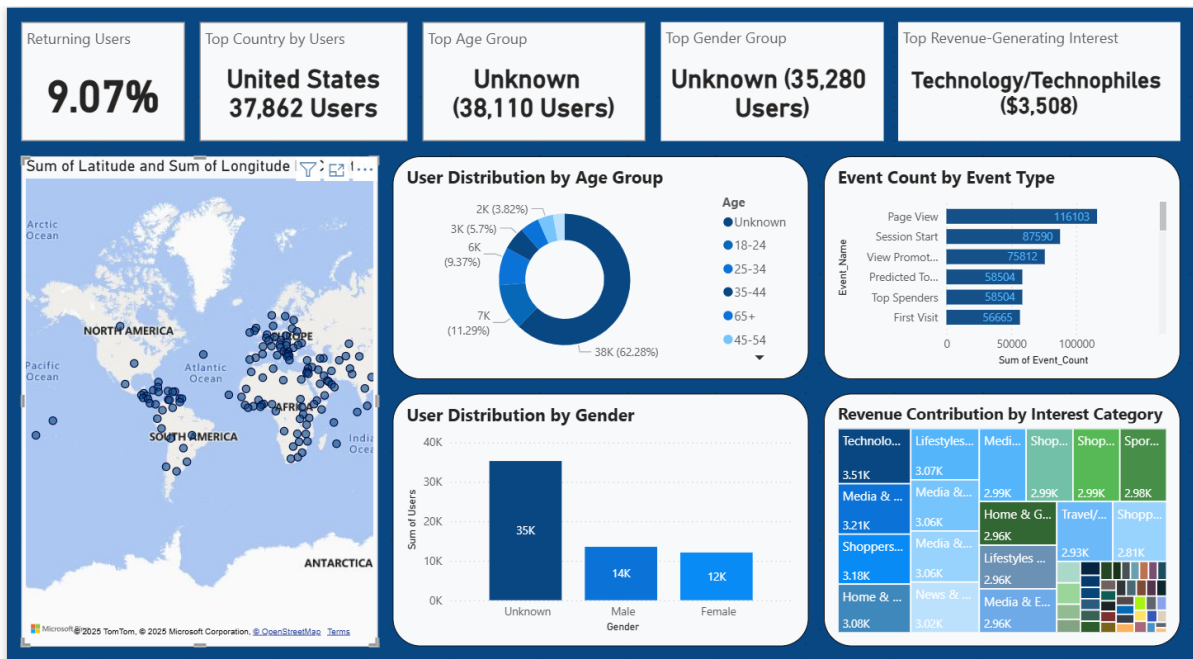 Returning Users
9.07%
Top Country by Users
United States
37,862 Users
Top Age Group
Unknown
(38,110 Users)
Top Gender Group
Unknown (35,280
Users)
Top Revenue-Generating Interest
Technology/Technophiles
($3,508)
Sum of Latitude and Sum of Longitude
Arctic
Ocean
NORTH AMERICA
EUROPE
Pacific
Ocean
Atlantic
Ocean
AFRICA
SOUTH AMERICA
India
Ocea
ANTARCTICA
Microsoft
© 2025 TomTom, © 2025 Microsoft Corporation, © OpenStreetMap Terms
User Distribution by Age Group
2K (3.82%)
3K (5.7%)
6K
(9.37%)
7K
(11.29%)
38K (62.28%)
Age
Unknown
18-24
25-34
35-44
65+
45-54
Event Count by Event Type
Event_Name
Page View
116103
Session Start
87590
View Promot...
75812
Predicted To...
58504
Top Spenders
58504
First Visit
56665
0
50000
100000
Sum of Event_Count
User Distribution by Gender
Sum of Users
40K
30K
20K
10K
0K
35K
14K
12K
Unknown
Male
Female
Gender
Revenue Contribution by Interest Category
Technolo...
3.51K
Media & ...
3.21K
Shoppers...
3.18K
Home & ...
3.08K
Lifestyles...
3.07K
Media &...
3.06K
Media &...
3.06K
News &...
3.02K
Medi...
2.99K
Shop...
2.99K
Shop...
2.99K
Spor...
2.98K
Home & G...
2.96K
Lifestyles ...
2.96K
Media & E...
2.96K
Travel/...
2.93K
Shopp...
2.81K